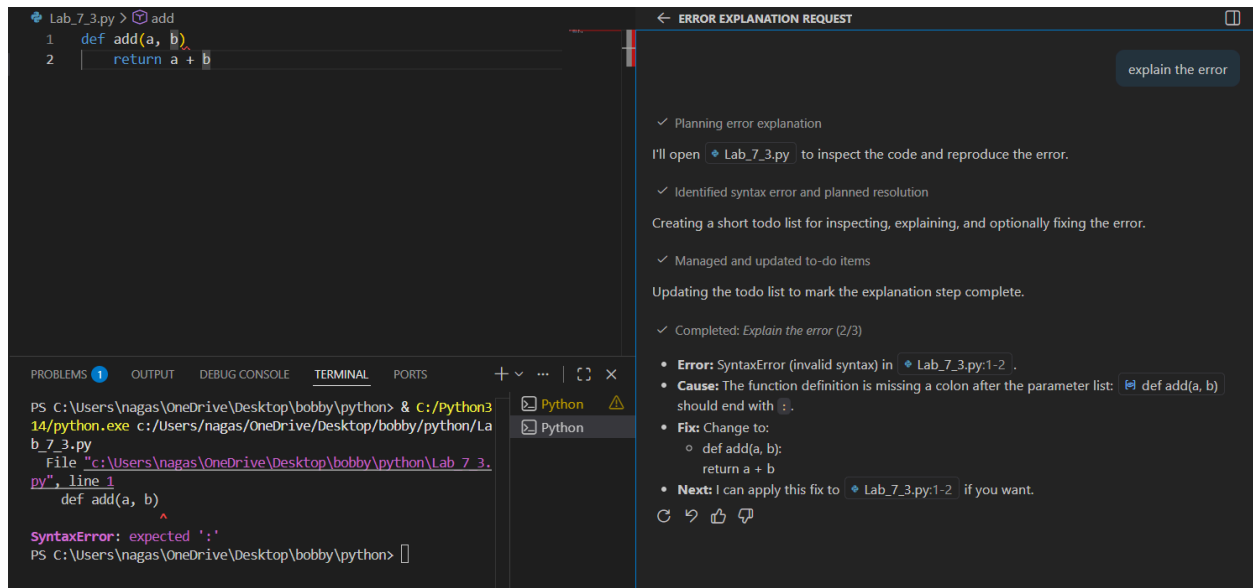 Lab_7_3.py > add
1 def add(a, b)
2 return a + b
PROBLEMS 1 OUTPUT DEBUG CONSOLE TERMINAL PORTS
PS C:\Users\nagas\OneDrive\Desktop\bobby\python> & C:/Python3
14/python.exe c:/Users/nagas/OneDrive/Desktop/bobby/python/La
b_7_3.py
File "c:\Users\nagas\OneDrive\Desktop\bobby\python\Lab_7_3.
py", line 1
def add(a, b)
^
SyntaxError: expected ':'
PS C:\Users\nagas\OneDrive\Desktop\bobby\python>
Python
Python
ERROR EXPLANATION REQUEST
explain the error
Planning error explanation
I'll open Lab_7_3.py to inspect the code and reproduce the error.
Identified syntax error and planned resolution
Creating a short todo list for inspecting, explaining, and optionally fixing the error.
Managed and updated to-do items
Updating the todo list to mark the explanation step complete.
Completed: Explain the error (2/3)
• Error: SyntaxError (invalid syntax) in Lab_7_3.py:1-2 .
• Cause: The function definition is missing a colon after the parameter list: def add(a, b)
should end with : .
• Fix: Change to:
def add(a, b):
return a + b
• Next: I can apply this fix to Lab_7_3.py:1-2 if you want.